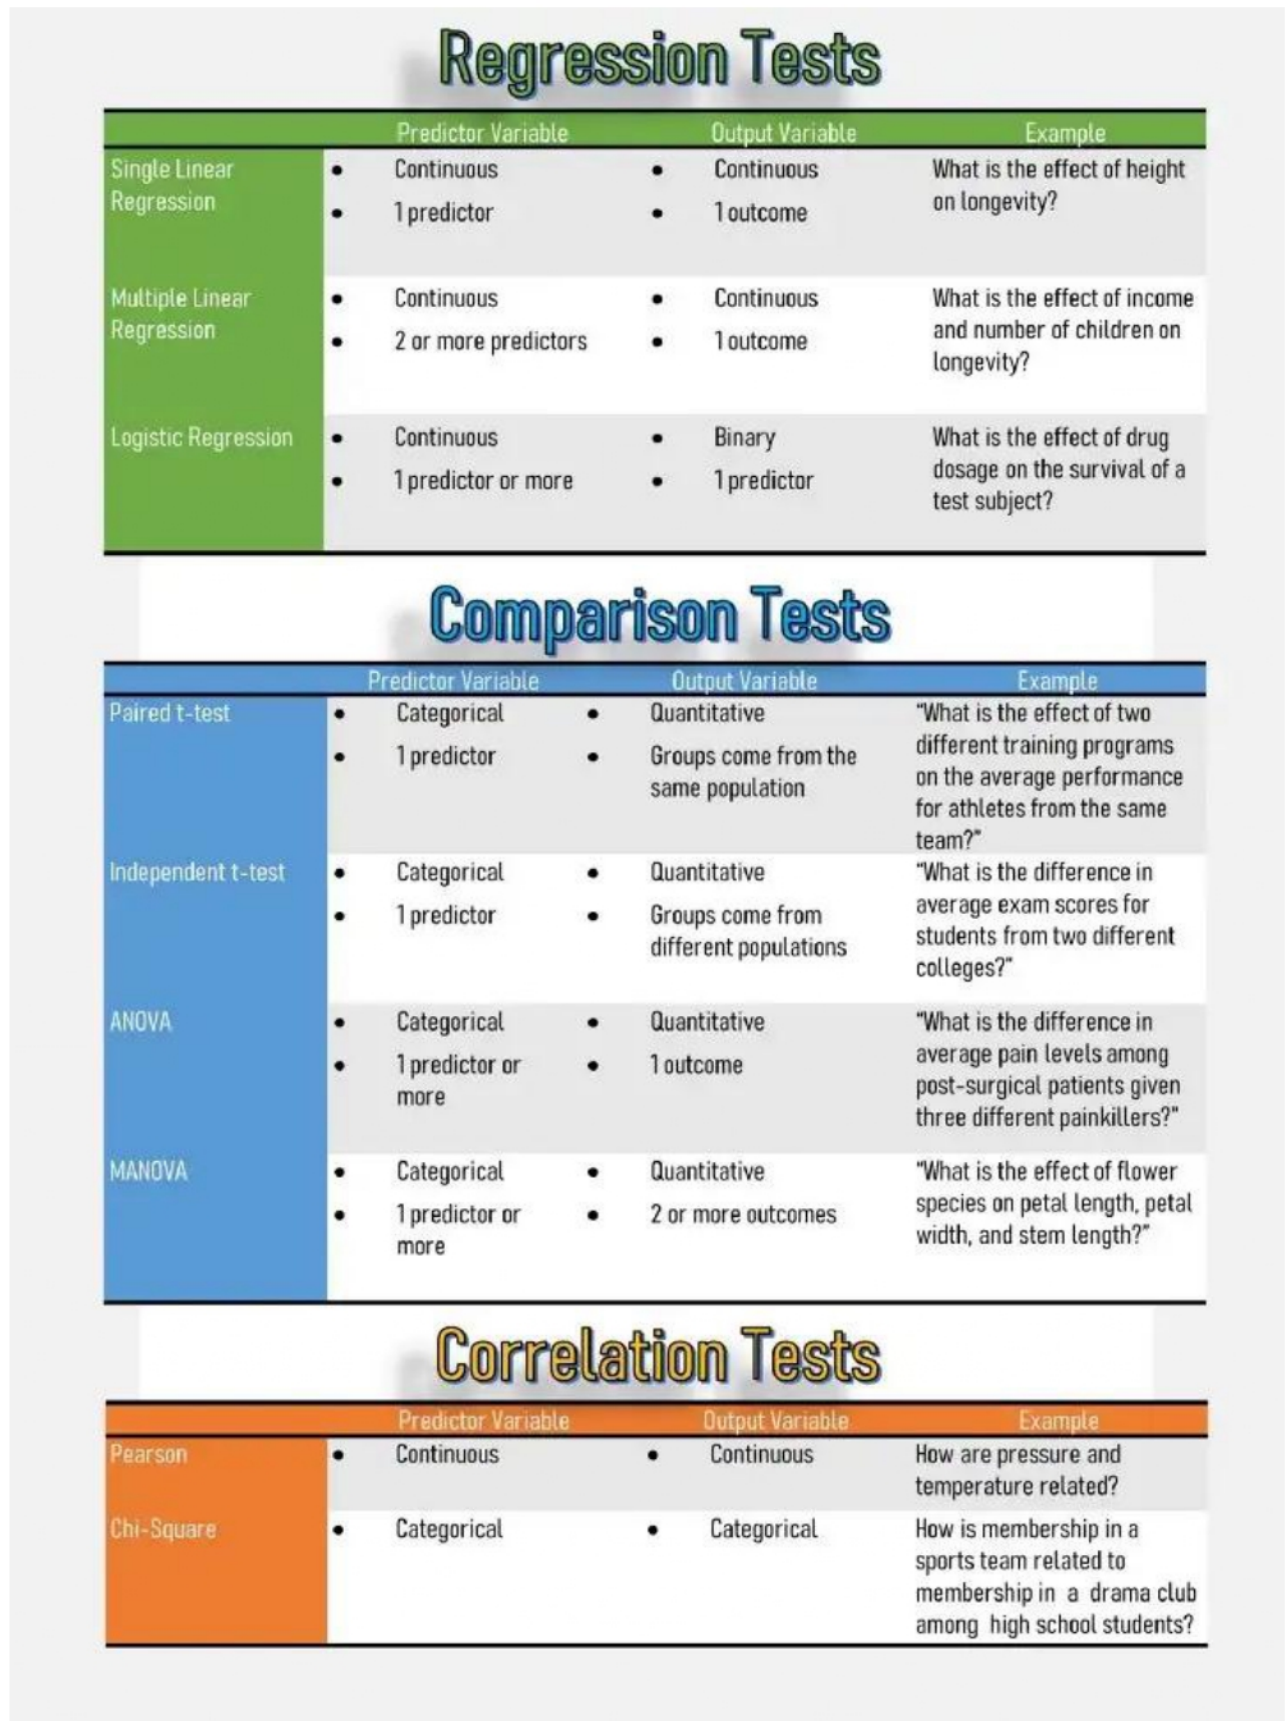 Regression Tests
Predictor Variable Output Variable Example
Single Linear Regression
• Continuous
• 1 predictor
• Continuous
• 1 outcome
What is the effect of height
on longevity?
Multiple Linear
Regression
• Continuous
• 2 or more predictors
• Continuous
• 1 outcome
What is the effect of income
and number of children on
longevity?
Logistic Regression
• Continuous
• 1 predictor or more
• Binary
• 1 predictor
What is the effect of drug
dosage on the survival of a
test subject?
Comparison Tests
Predictor Variable Output Variable Example
Paired t-test
• Categorical
• 1 predictor
• Quantitative
• Groups come from the
same population
“What is the effect of two
different training programs
on the average performance
for athletes from the same
team?”
Independent t-test
• Categorical
• 1 predictor
• Quantitative
• Groups come from
different populations
“What is the difference in
average exam scores for
students from two different
colleges?”
ANOVA
• Categorical
• 1 predictor or
more
• Quantitative
• 1 outcome
“What is the difference in
average pain levels among
post-surgical patients given
three different painkillers?”
MANOVA
• Categorical
• 1 predictor or
more
• Quantitative
• 2 or more outcomes
“What is the effect of flower
species on petal length, petal
width, and stem length?”
Correlation Tests
Predictor Variable Output Variable Example
Pearson
• Continuous
• Continuous
How are pressure and
temperature related?
Chi-Square
• Categorical
• Categorical
How is membership in a
sports team related to
membership in a drama club
among high school students?